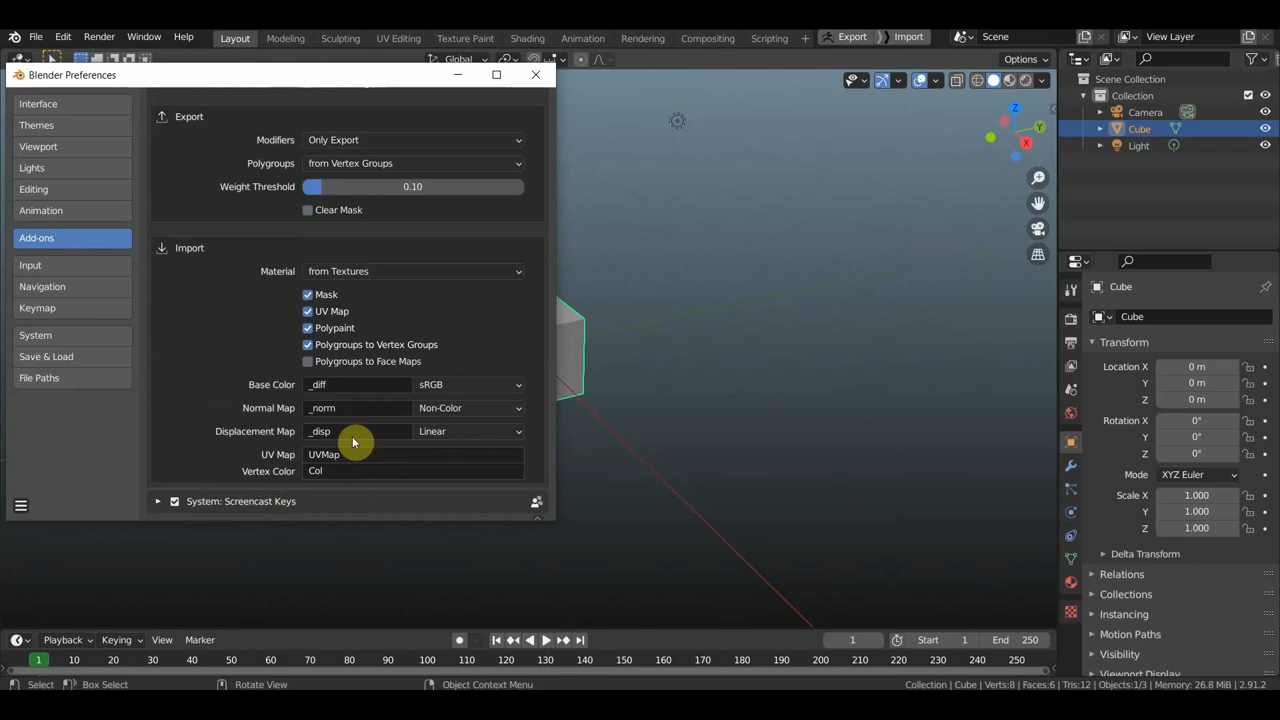 File Edit Render Window Help Layout Modeling Sculpting UV Editing Texture Paint Shading Animation Rendering Compositing Scripting + Export Import Scene View Layer
Global Options
Blender Preferences
Interface
Themes
Viewport
Lights
Editing
Animation
Add-ons
Input
Navigation
Keymap
System
Save & Load
File Paths
Export
Modifiers Only Export
Polygroups from Vertex Groups
Weight Threshold 0.10
Clear Mask
Import
Material from Textures
Mask
UV Map
Polypaint
Polygroups to Vertex Groups
Polygroups to Face Maps
Base Color _diff sRGB
Normal Map _norm Non-Color
Displacement Map _disp Linear
UV Map UVMap
Vertex Color Col
System: Screencast Keys
Z
Y
X
Scene Collection
Collection
Camera
Cube
Light
Cube
Cube
Transform
Location X 0 m
Y 0 m
Z 0 m
Rotation X 0°
Y 0°
Z 0°
Mode XYZ Euler
Scale X 1.000
Y 1.000
Z 1.000
Delta Transform
Relations
Collections
Instancing
Motion Paths
Visibility
Viewport Display
Playback Keying View Marker 1 Start 1 End 250
1 10 20 30 40 50 60 70 80 90 100 110 120 130 140 150 160 170 180 190 200 210 220 230 240 250
Select Box Select Rotate View Object Context Menu Collection | Cube | Verts:8 | Faces:6 | Tris:12 | Objects:1/3 | Memory: 26.8 MiB | 2.91.2